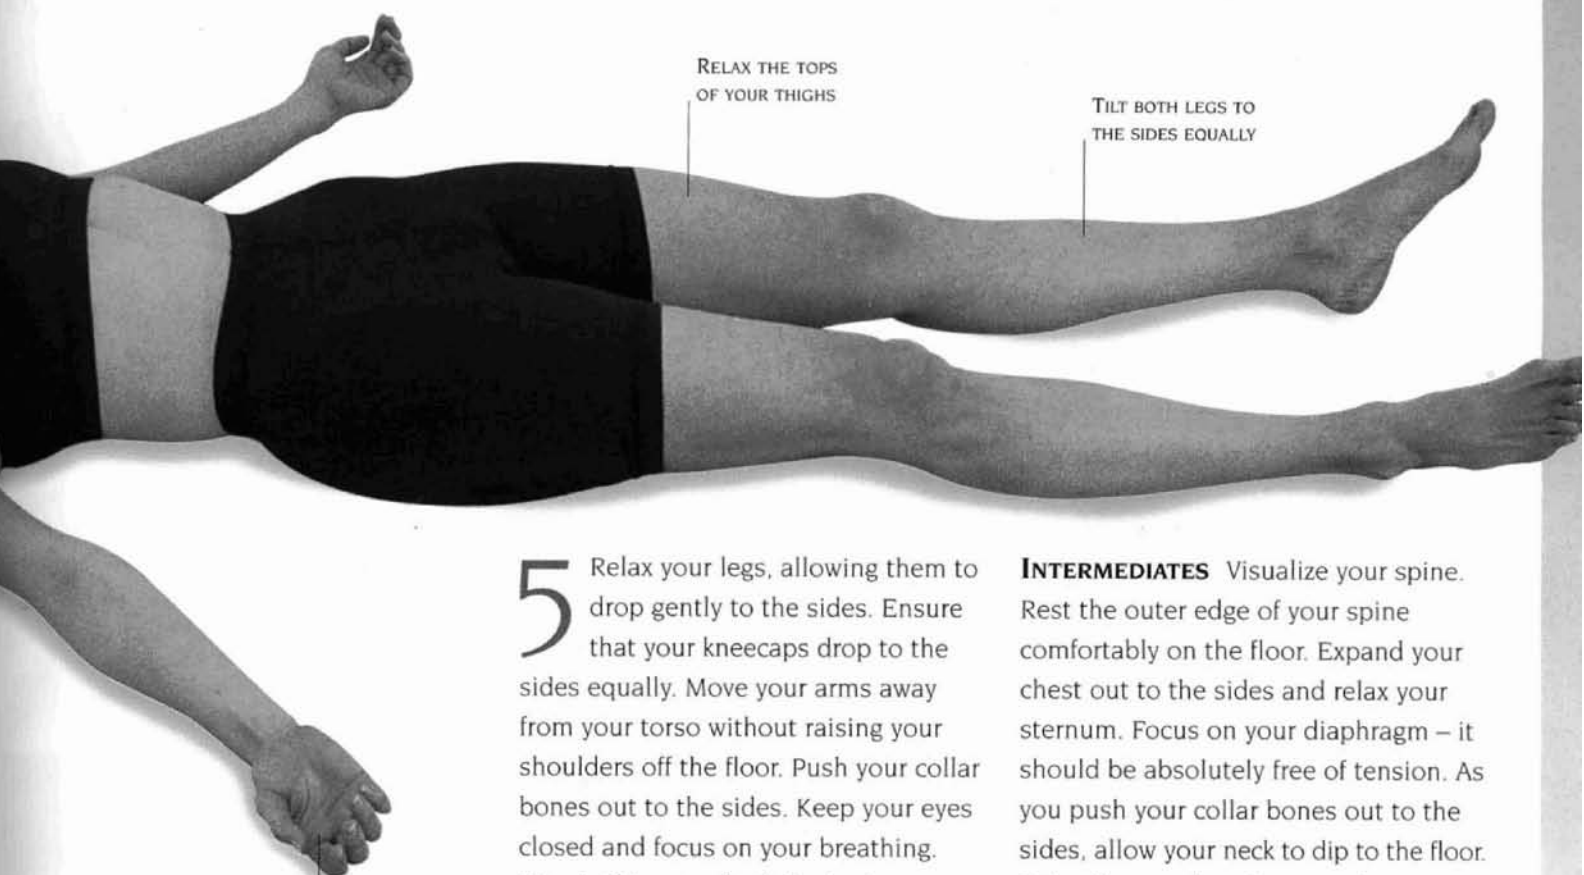 RELAX THE TOPS
OF YOUR THIGHS
TILT BOTH LEGS TO
THE SIDES EQUALLY
5 Relax your legs, allowing them to
drop gently to the sides. Ensure
that your kneecaps drop to the
sides equally. Move your arms away
from your torso without raising your
shoulders off the floor. Push your collar
bones out to the sides. Keep your eyes
closed and focus on your breathing.
INTERMEDIATES Visualize your spine.
Rest the outer edge of your spine
comfortably on the floor. Expand your
chest out to the sides and relax your
sternum. Focus on your diaphragm – it
should be absolutely free of tension. As
you push your collar bones out to the
sides, allow your neck to dip to the floor.